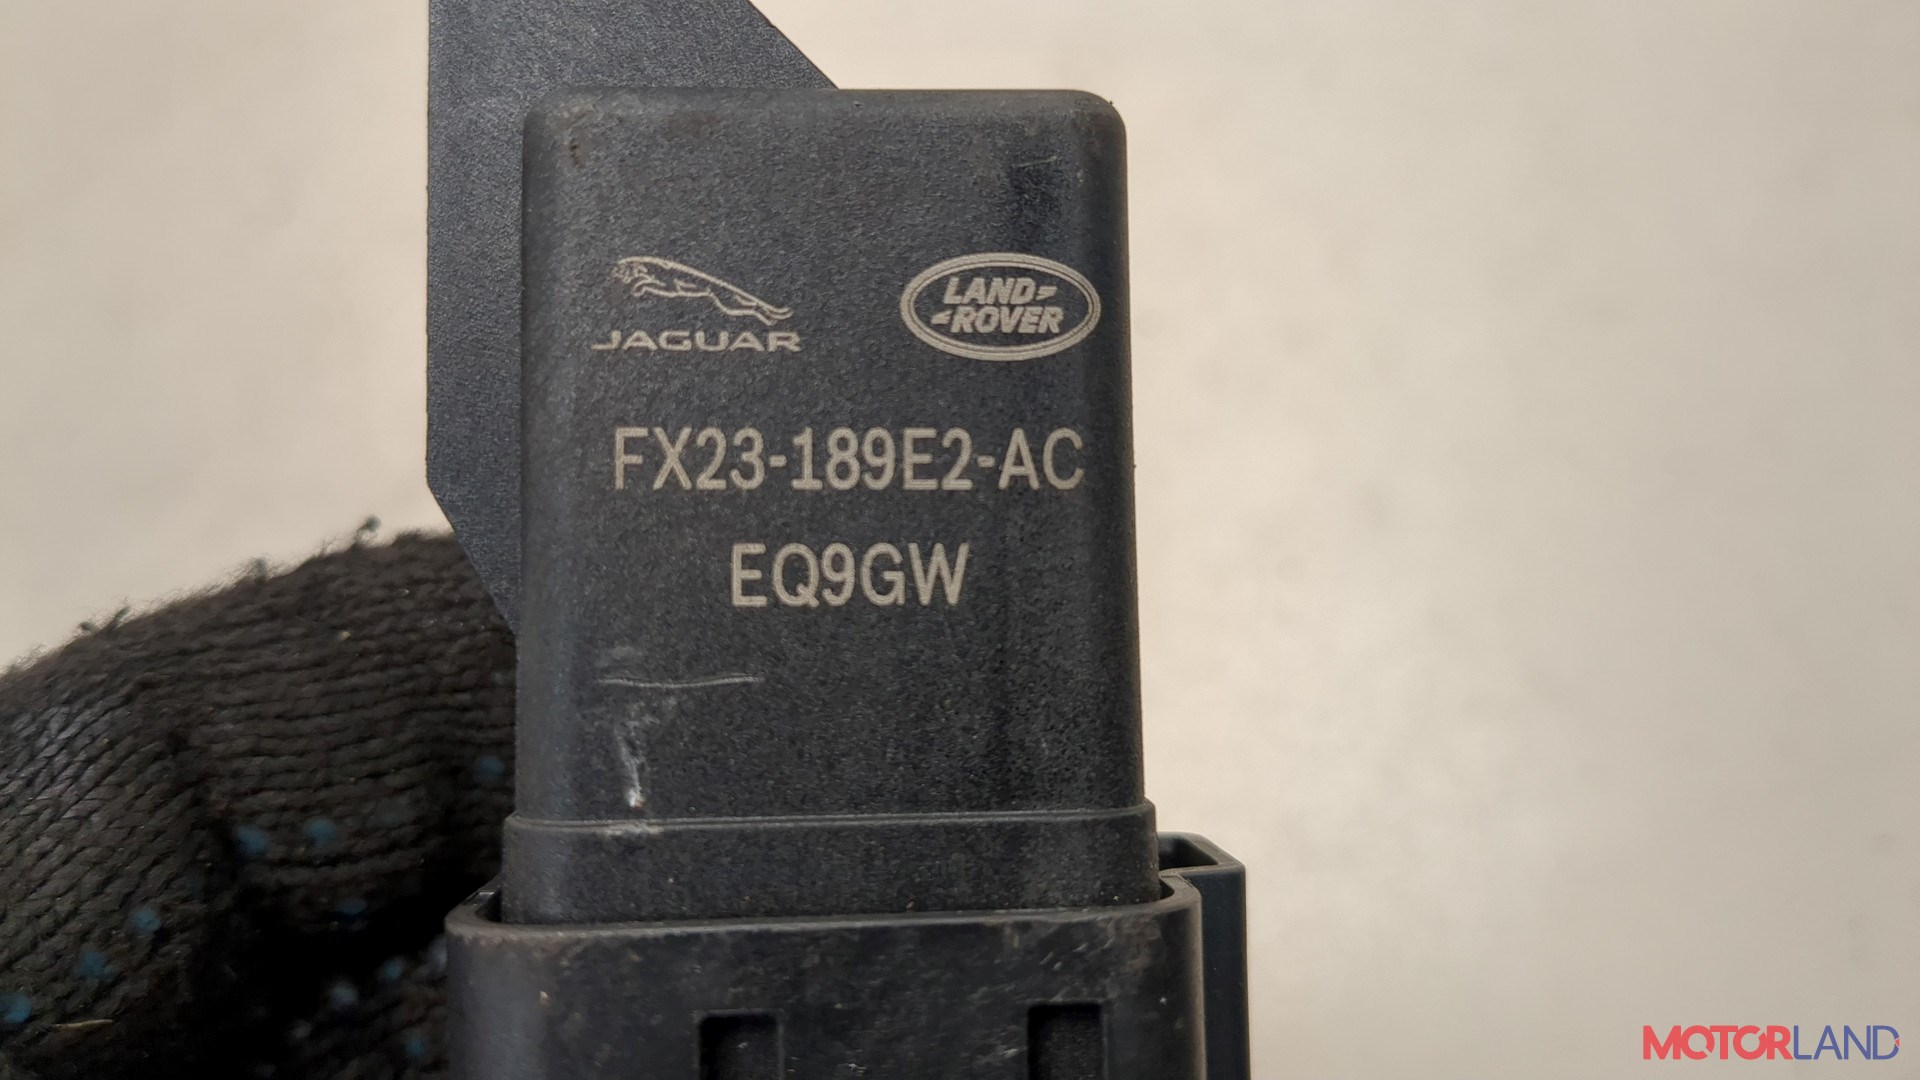 JAGUAR
LAND
ROVER
FX23-189E2-AC
EQ9GW
MOTORLAND